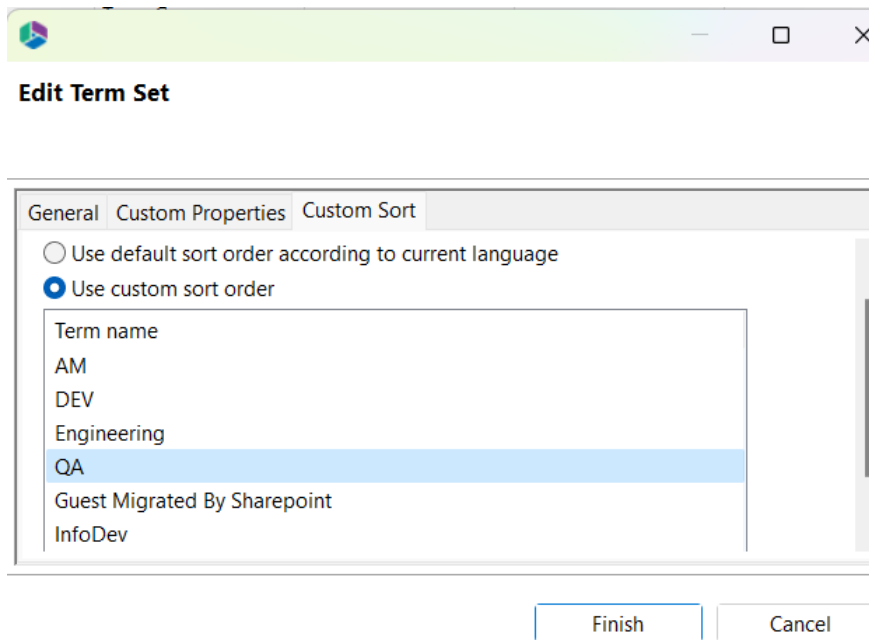 Edit Term Set
General Custom Properties Custom Sort
Use default sort order according to current language
Use custom sort order
Term name
AM
DEV
Engineering
QA
Guest Migrated By Sharepoint
InfoDev
Finish Cancel